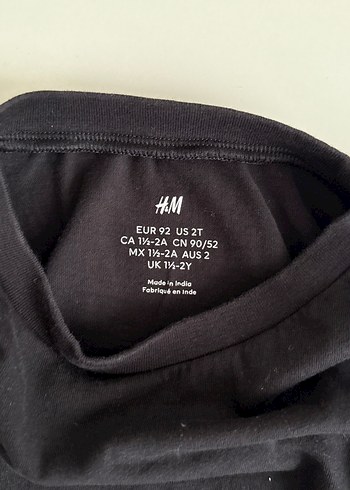 H&M
EUR 92 US 2T
CA 1½-2A CN 90/52
MX 1½-2A AUS 2
UK 1½-2Y
Made in India
Fabriqué en Inde